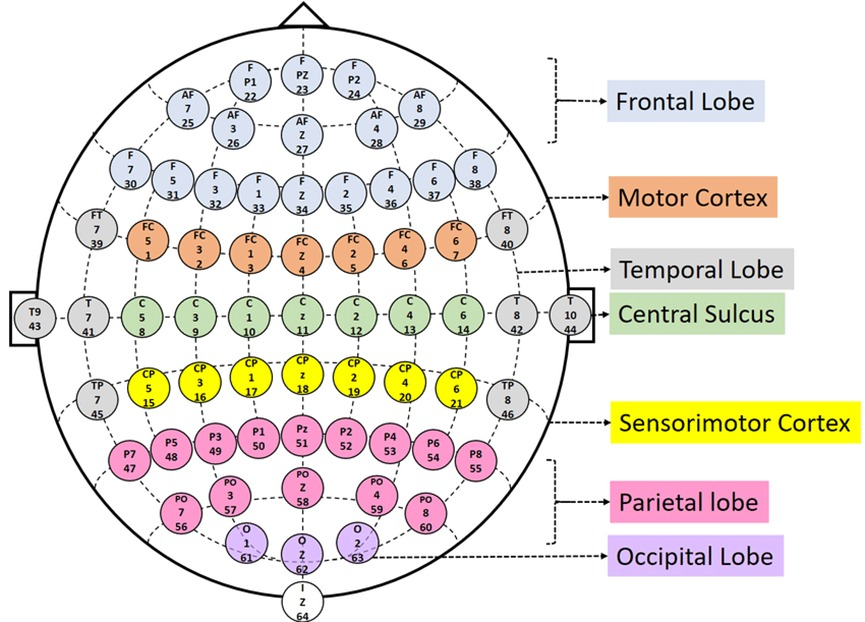 F P1 22
F PZ 23
F P2 24
AF 7 25
AF 3 26
AF Z 27
AF 4 28
AF 8 29
Frontal Lobe
F 7 30
F 5 31
F 3 32
F 1 33
F Z 34
F 2 35
F 4 36
F 6 37
F 8 38
Motor Cortex
FT 7 39
FC 5 1
FC 3 2
FC 1 3
FC Z 4
FC 2 5
FC 4 6
FC 6 7
FT 8 40
Temporal Lobe
T9 43
T 7 41
C 5 8
C 3 9
C 1 10
C z 11
C 2 12
C 4 13
C 6 14
T 8 42
T 10 44
Central Sulcus
TP 7 45
CP 5 15
CP 3 16
CP 1 17
CP z 18
CP 2 19
CP 4 20
CP 6 21
TP 8 46
Sensorimotor Cortex
P7 47
P5 48
P3 49
P1 50
Pz 51
P2 52
P4 53
P6 54
P8 55
PO 7 56
PO 3 57
PO Z 58
PO 4 59
PO 8 60
Parietal lobe
O 1 61
O Z 62
O 2 63
Occipital Lobe
I Z 64